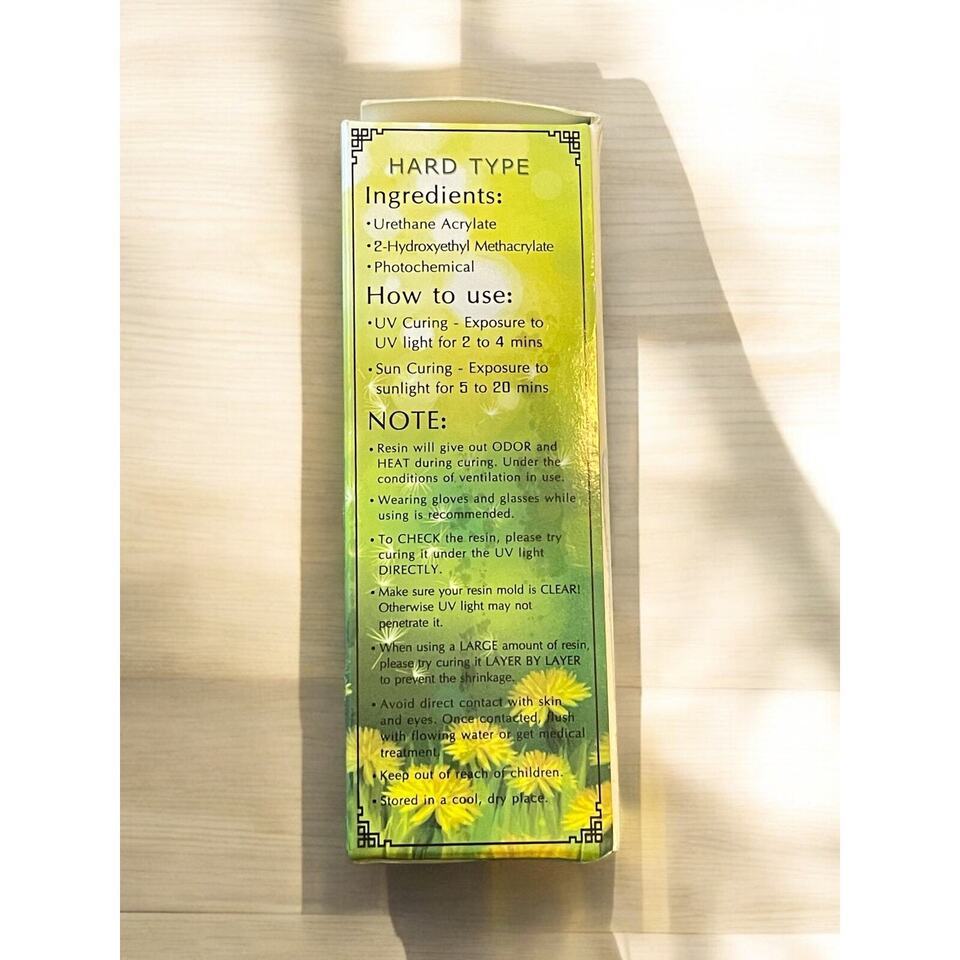 HARD TYPE
Ingredients:
•Urethane Acrylate
•2-Hydroxyethyl Methacrylate
•Photochemical
How to use:
•UV Curing - Exposure to
UV light for 2 to 4 mins
•Sun Curing - Exposure to
sunlight for 5 to 20 mins
NOTE:
•Resin will give out ODOR and
HEAT during curing. Under the
conditions of ventilation in use.
•Wearing gloves and glasses while
using is recommended.
•To CHECK the resin, please try
curing it under the UV light
DIRECTLY.
•Make sure your resin mold is CLEAR!
Otherwise UV light may not
penetrate it.
•When using a LARGE amount of resin,
please try curing it LAYER BY LAYER
to prevent the shrinkage.
•Avoid direct contact with skin
and eyes. Once contacted, flush
with flowing water or get medical
treatment.
•Keep out of reach of children.
•Stored in a cool, dry place.